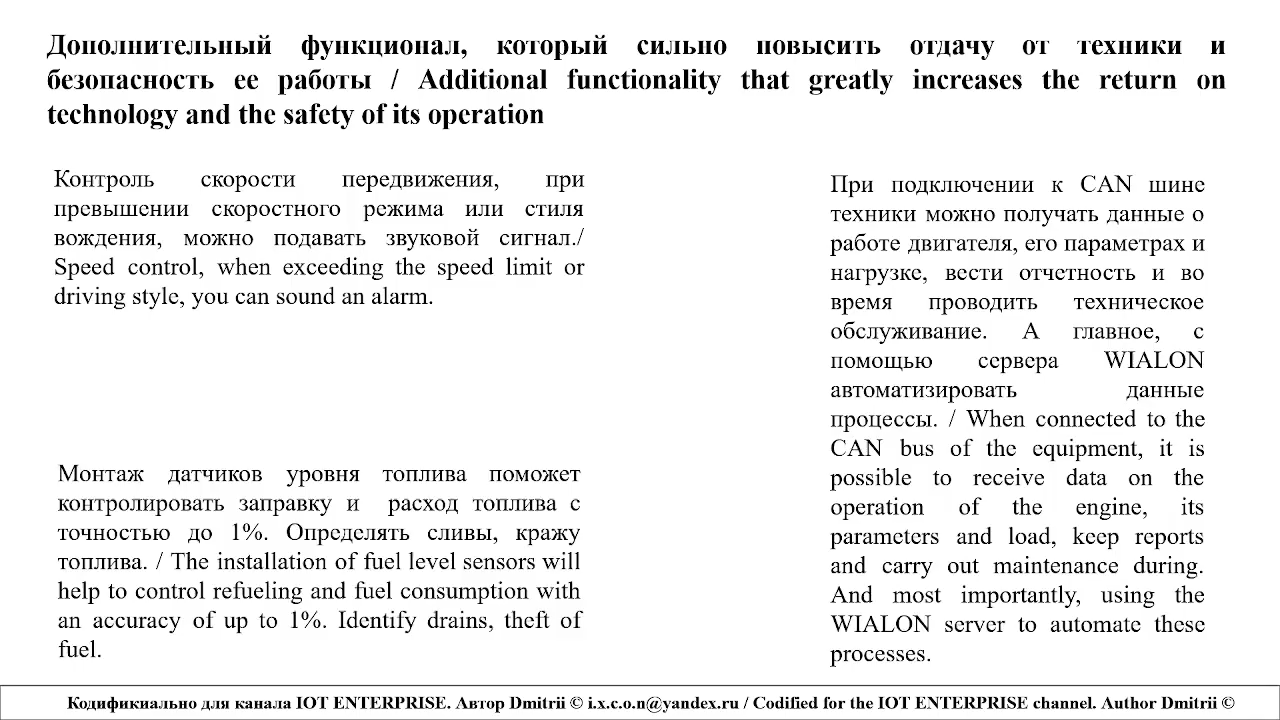 Дополнительный функционал, который сильно повысить отдачу от техники и
безопасность ее работы / Additional functionality that greatly increases the return on
technology and the safety of its operation
Контроль скорости передвижения, при
превышении скоростного режима или стиля
вождения, можно подавать звуковой сигнал./
Speed control, when exceeding the speed limit or
driving style, you can sound an alarm.
Монтаж датчиков уровня топлива поможет
контролировать заправку и расход топлива с
точностью до 1%. Определять сливы, кражу
топлива. / The installation of fuel level sensors will
help to control refueling and fuel consumption with
an accuracy of up to 1%. Identify drains, theft of
fuel.
При подключении к CAN шине
техники можно получать данные о
работе двигателя, его параметрах и
нагрузке, вести отчетность и во
время проводить техническое
обслуживание. А главное, с
помощью сервера WIALON
автоматизировать данные
процессы. / When connected to the
CAN bus of the equipment, it is
possible to receive data on the
operation of the engine, its
parameters and load, keep reports
and carry out maintenance during.
And most importantly, using the
WIALON server to automate these
processes.
Кодификиально для канала IOT ENTERPRISE. Автор Dmitrii © i.x.c.o.n@yandex.ru / Codified for the IOT ENTERPRISE channel. Author Dmitrii ©